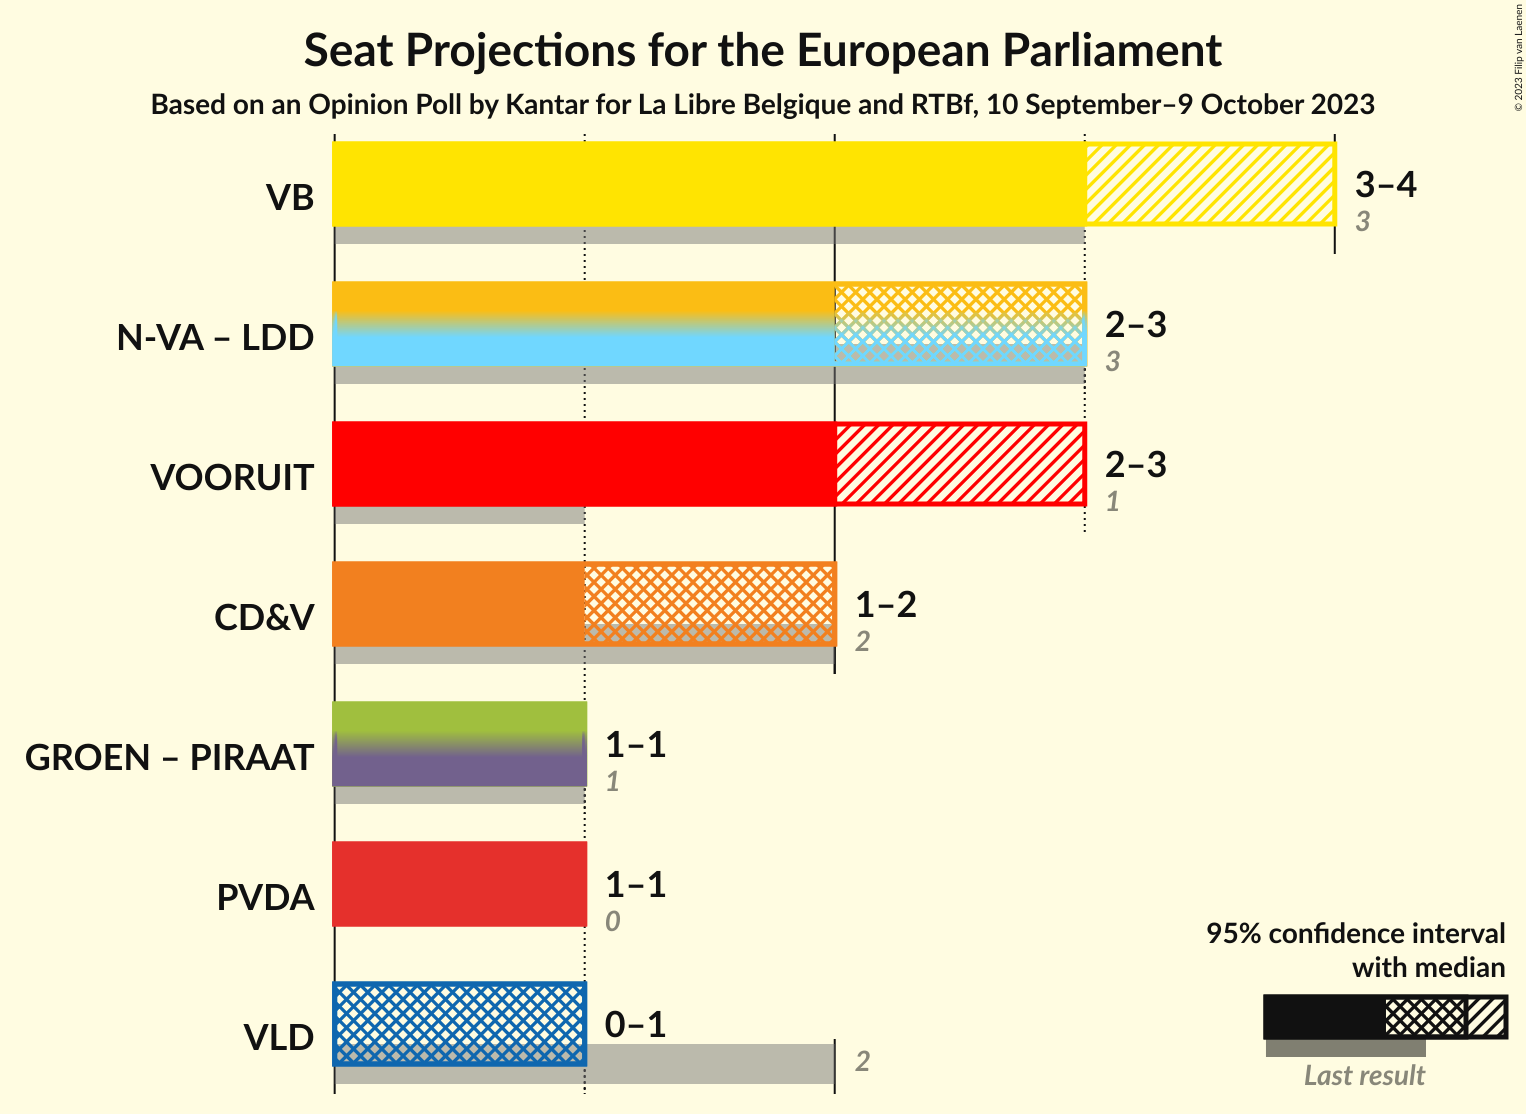 Seat Projections for the European Parliament
Based on an Opinion Poll by Kantar for La Libre Belgique and RTBf, 10 September–9 October 2023
© 2023 Filip van Laenen
VB
3–4
3
N-VA – LDD
2–3
3
VOORUIT
2–3
1
CD&V
1–2
2
GROEN – PIRAAT
1–1
1
PVDA
1–1
0
VLD
0–1
2
95% confidence interval
with median
Last result